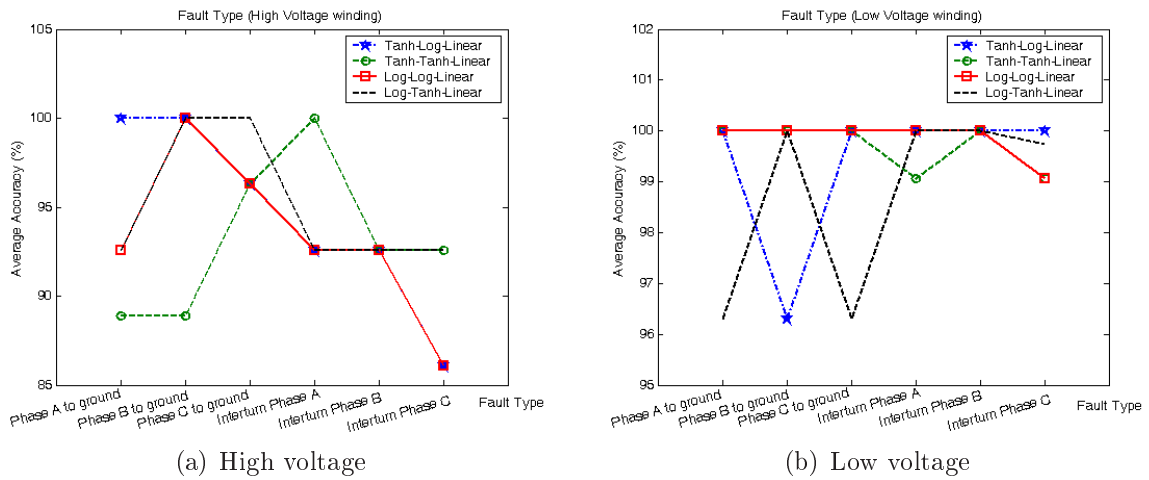 Fault Type (High Voltage winding)
105
100
95
90
85
Average Accuracy (%)
Tanh-Log-Linear
Tanh-Tanh-Linear
Log-Log-Linear
Log-Tanh-Linear
Phase A to ground
Phase B to ground
Phase C to ground
Interturn Phase A
Interturn Phase B
Interturn Phase C
Fault Type
(a) High voltage
Fault Type (Low Voltage winding)
102
101
100
99
98
97
96
95
Average Accuracy (%)
Tanh-Log-Linear
Tanh-Tanh-Linear
Log-Log-Linear
Log-Tanh-Linear
Phase A to ground
Phase B to ground
Phase C to ground
Interturn Phase A
Interturn Phase B
Interturn Phase C
Fault Type
(b) Low voltage